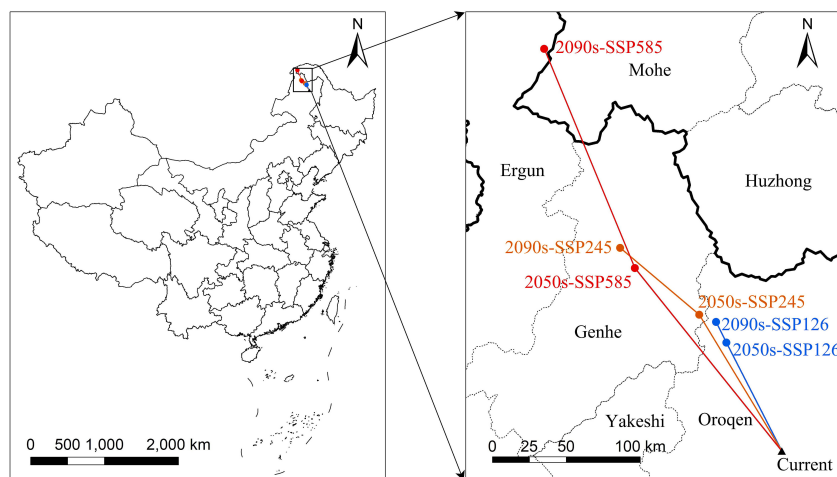 N
0 500 1,000 2,000 km
N
2090s-SSP585
Mohe
Ergun
Huzhong
2090s-SSP245
2050s-SSP585
2050s-SSP245
2090s-SSP126
Genhe
2050s-SSP126
Yakeshi
Oroqen
0 25 50 100 km
Current